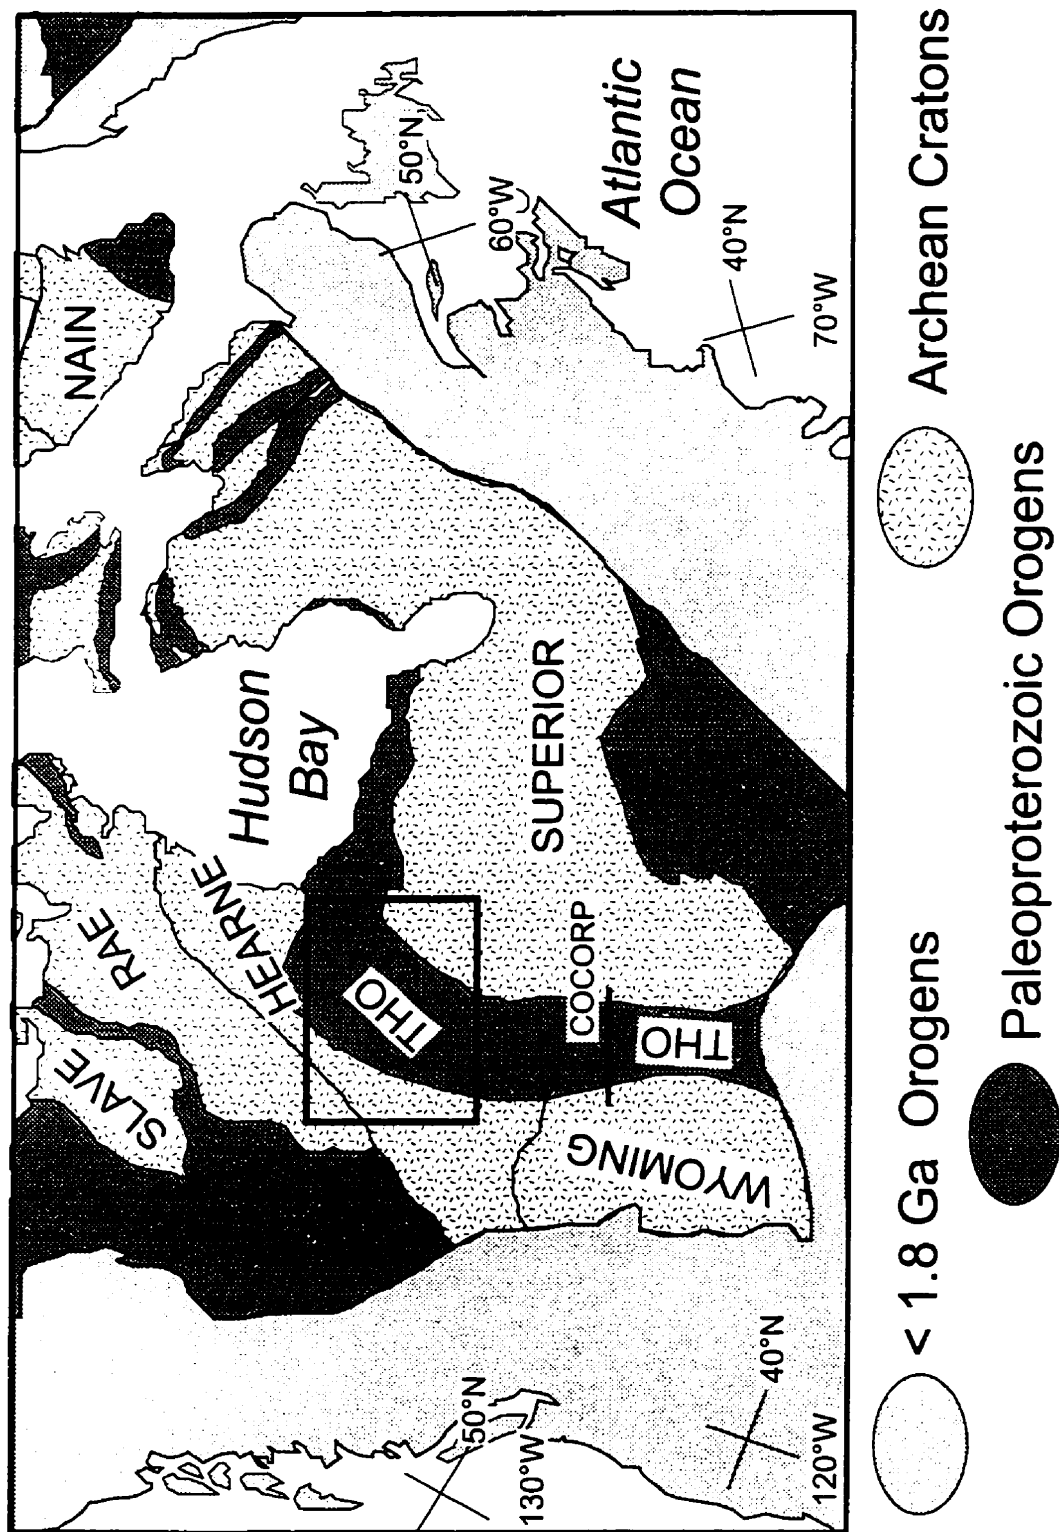 NAIN
50°N
60°W
Atlantic
Ocean
40°N
70°W
Hudson
Bay
SUPERIOR
RAE
HEARNE
SLAVE
THO
COCORP
THO
WYOMING
50°N
130°W
40°N
120°W
< 1.8 Ga Orogens
Archean Cratons
Paleoproterozoic Orogens